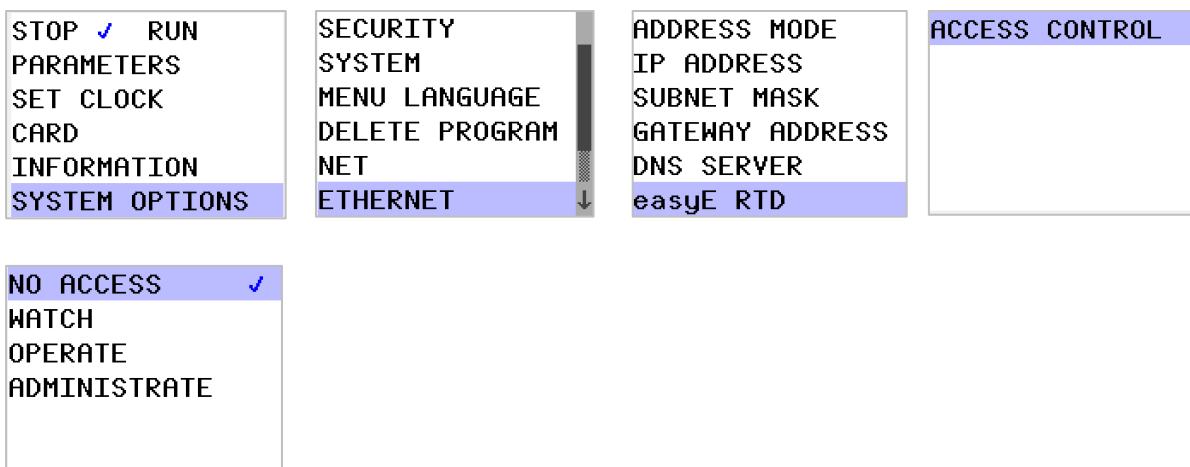 STOP ✓ RUN
PARAMETERS
SET CLOCK
CARD
INFORMATION
SYSTEM OPTIONS
SECURITY
SYSTEM
MENU LANGUAGE
DELETE PROGRAM
NET
ETHERNET ↓
ADDRESS MODE
IP ADDRESS
SUBNET MASK
GATEWAY ADDRESS
DNS SERVER
easyE RTD
ACCESS CONTROL
NO ACCESS ✓
WATCH
OPERATE
ADMINISTRATE